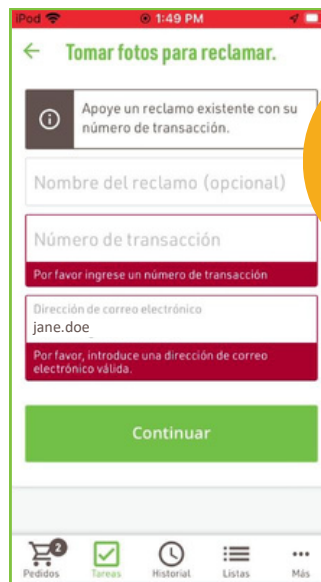 iPod 1:49 PM
Tomar fotos para reclamar.
Apoye un reclamo existente con su
número de transacción.
Nombre del reclamo (opcional)
Número de transacción
Por favor ingrese un número de transacción
Dirección de correo electrónico
jane.doe
Por favor, introduce una dirección de correo
electrónico válida.
Continuar
2
Pedidos Tareas Historial Listas Más